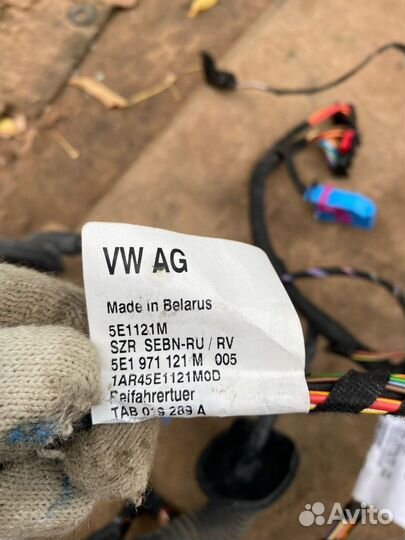 VW AG
Made in Belarus
5E1121M
SZR SEBN-RU / RV
5E1 971 121 M 005
1AR45E1121M0D
Beifahrertuer
TAB 016 289 A
Avito